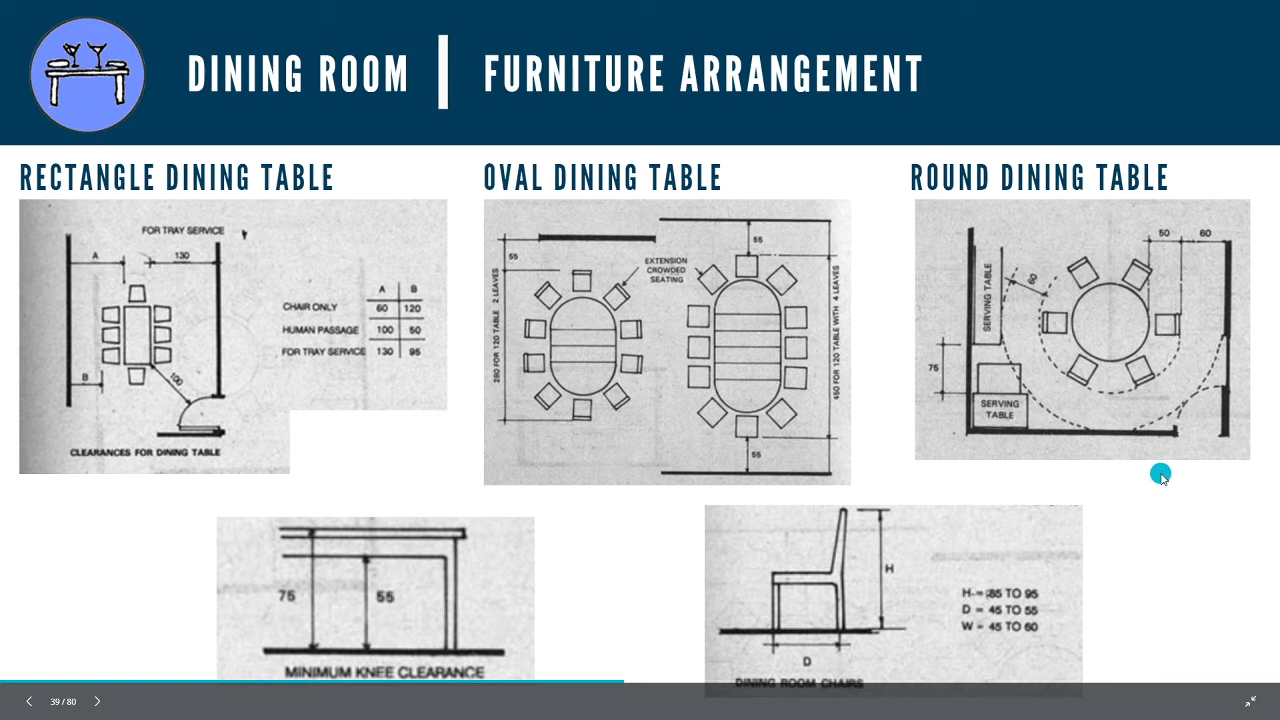 DINING ROOM | FURNITURE ARRANGEMENT
RECTANGLE DINING TABLE
FOR TRAY SERVICE
A
130
B
100
CLEARANCES FOR DINING TABLE
A B
CHAIR ONLY 60 120
HUMAN PASSAGE 100 50
FOR TRAY SERVICE 130 95
OVAL DINING TABLE
55
280 FOR 120 TABLE 2 LEAVES
EXTENSION
CROWDED
SEATING
55
450 FOR 120 TABLE WITH 4 LEAVES
55
ROUND DINING TABLE
50
60
60
SERVING TABLE
75
SERVING
TABLE
75
55
MINIMUM KNEE CLEARANCE
H
D
H = 85 TO 95
D = 45 TO 55
W = 45 TO 60
DINING ROOM CHAIRS
39 / 80